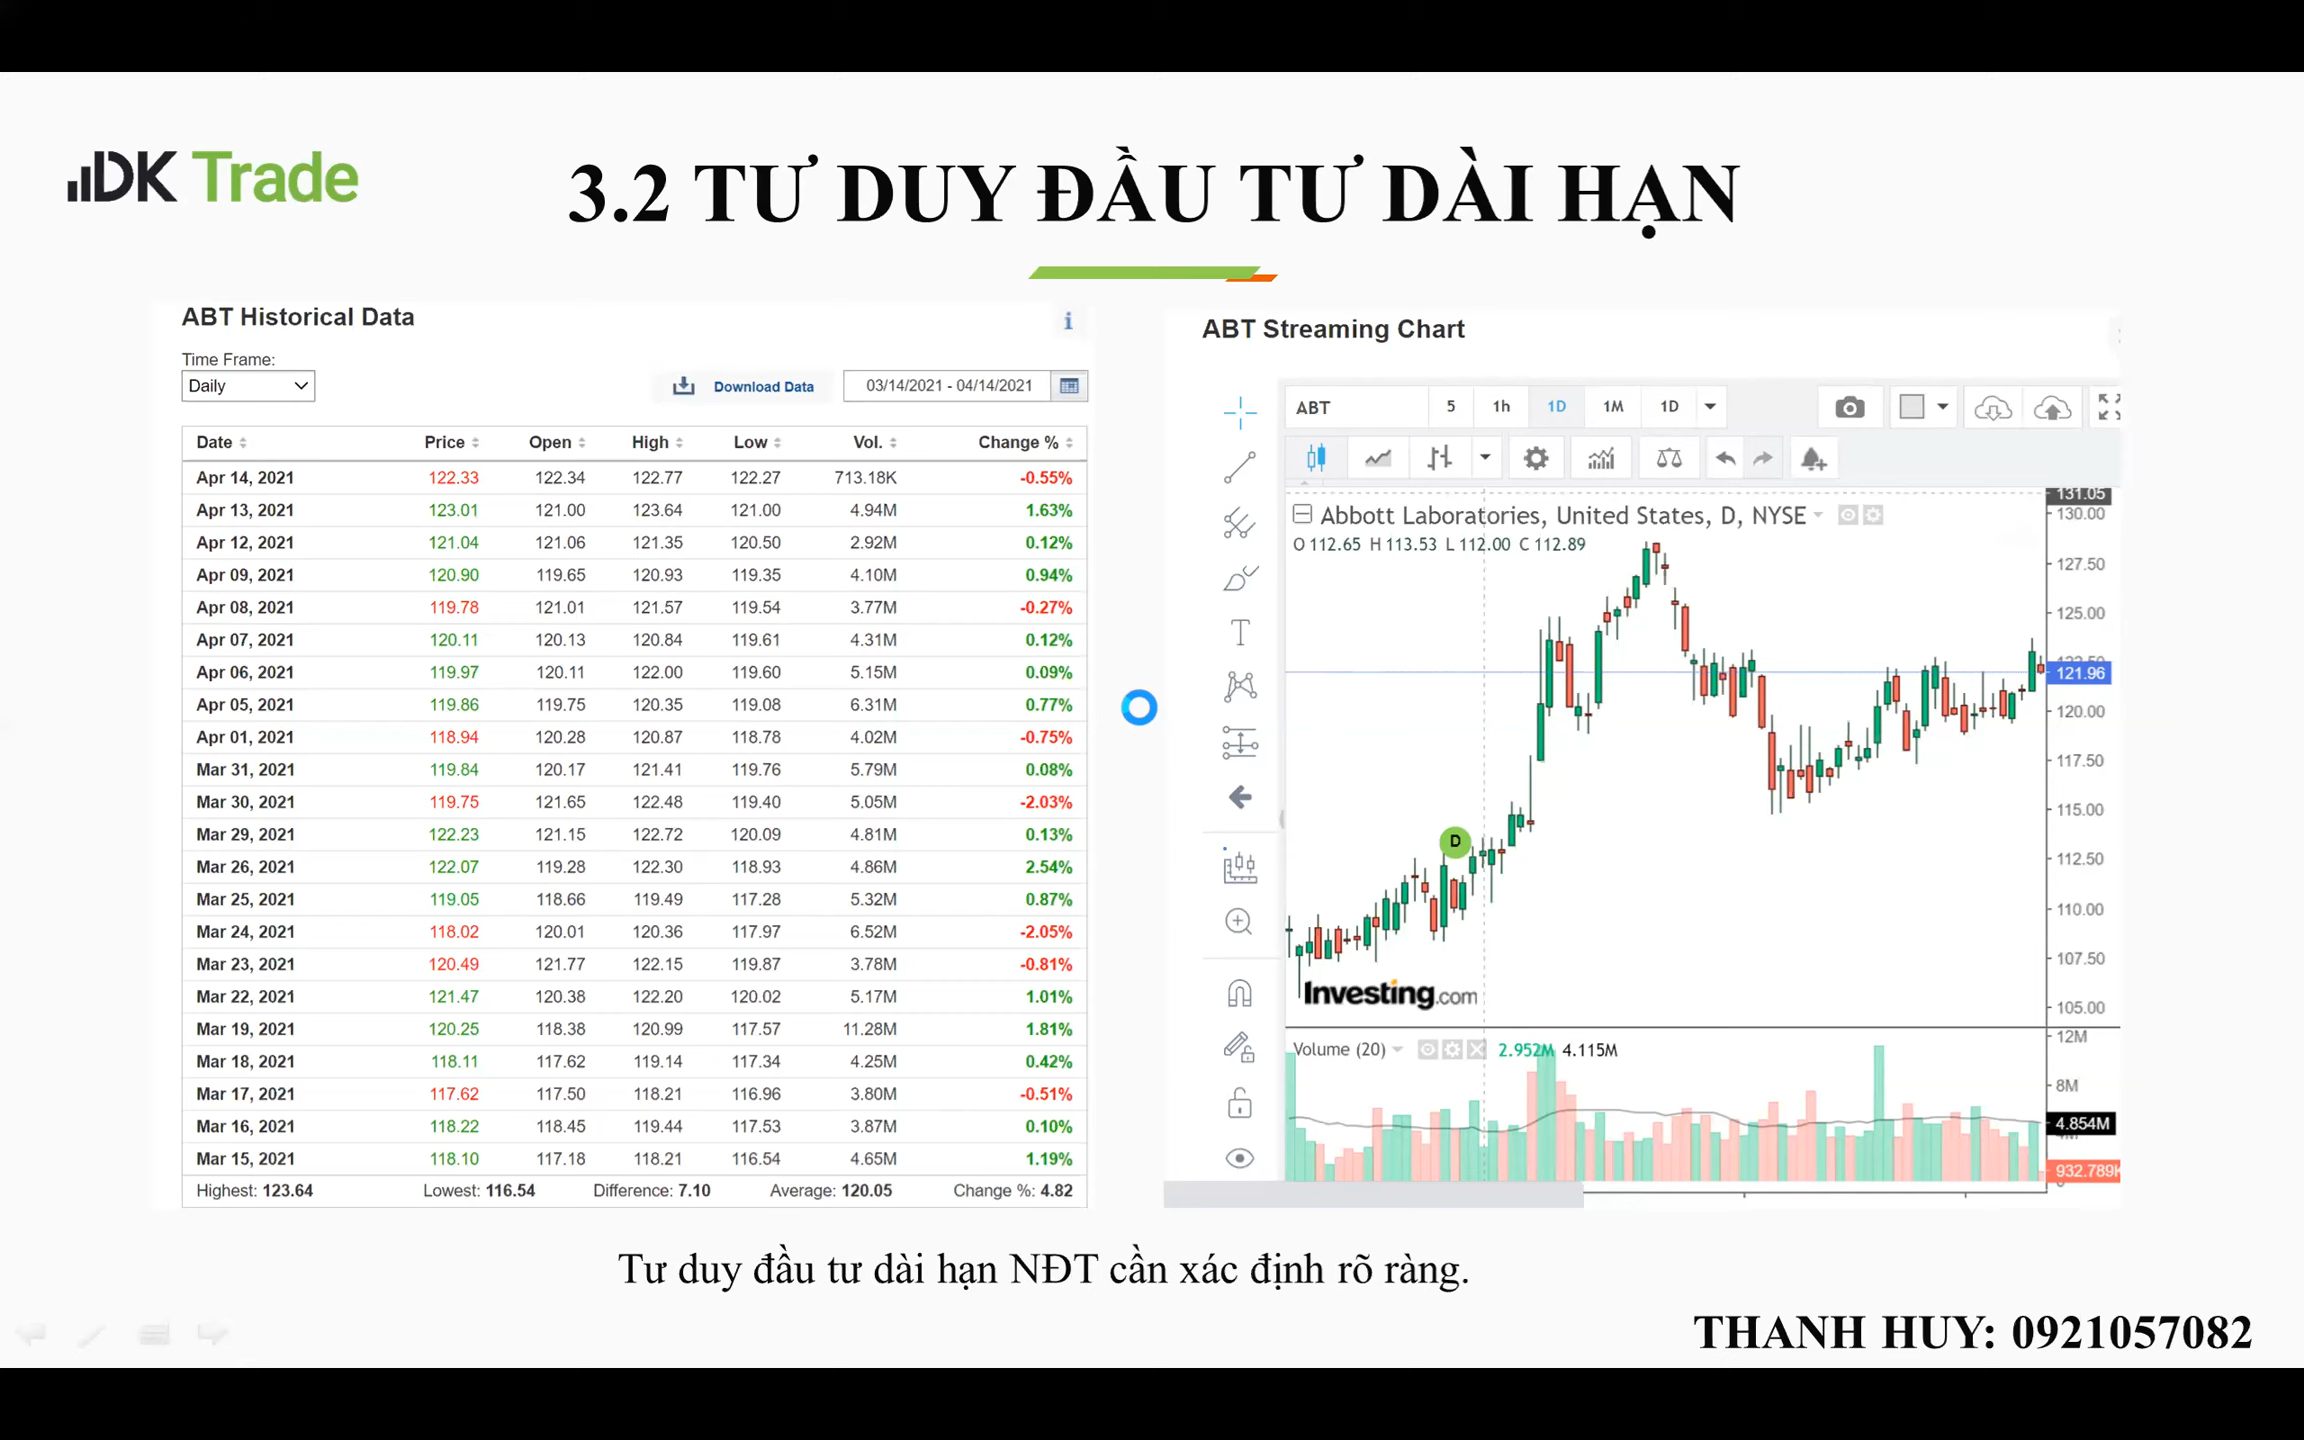 DK Trade
3.2 TƯ DUY ĐẦU TƯ DÀI HẠN
ABT Historical Data
Time Frame:
Daily
Download Data
03/14/2021 - 04/14/2021
Date Price Open High Low Vol. Change %
Apr 14, 2021 122.33 122.34 122.77 122.27 713.18K -0.55%
Apr 13, 2021 123.01 121.00 123.64 121.00 4.94M 1.63%
Apr 12, 2021 121.04 121.06 121.35 120.50 2.92M 0.12%
Apr 09, 2021 120.90 119.65 120.93 119.35 4.10M 0.94%
Apr 08, 2021 119.78 121.01 121.57 119.54 3.77M -0.27%
Apr 07, 2021 120.11 120.13 120.84 119.61 4.31M 0.12%
Apr 06, 2021 119.97 120.11 122.00 119.60 5.15M 0.09%
Apr 05, 2021 119.86 119.75 120.35 119.08 6.31M 0.77%
Apr 01, 2021 118.94 120.28 120.87 118.78 4.02M -0.75%
Mar 31, 2021 119.84 120.17 121.41 119.76 5.79M 0.08%
Mar 30, 2021 119.75 121.65 122.48 119.40 5.05M -2.03%
Mar 29, 2021 122.23 121.15 122.72 120.09 4.81M 0.13%
Mar 26, 2021 122.07 119.28 122.30 118.93 4.86M 2.54%
Mar 25, 2021 119.05 118.66 119.49 117.28 5.32M 0.87%
Mar 24, 2021 118.02 120.01 120.36 117.97 6.52M -2.05%
Mar 23, 2021 120.49 121.77 122.15 119.87 3.78M -0.81%
Mar 22, 2021 121.47 120.38 122.20 120.02 5.17M 1.01%
Mar 19, 2021 120.25 118.38 120.99 117.57 11.28M 1.81%
Mar 18, 2021 118.11 117.62 119.14 117.34 4.25M 0.42%
Mar 17, 2021 117.62 117.50 118.21 116.96 3.80M -0.51%
Mar 16, 2021 118.22 118.45 119.44 117.53 3.87M 0.10%
Mar 15, 2021 118.10 117.18 118.21 116.54 4.65M 1.19%
Highest: 123.64 Lowest: 116.54 Difference: 7.10 Average: 120.05 Change %: 4.82
ABT Streaming Chart
ABT 5 1h 1D 1M 1D
Abbott Laboratories, United States, D, NYSE
O 112.65 H 113.53 L 112.00 C 112.89
131.05
130.00
127.50
125.00
121.96
120.00
117.50
115.00
112.50
110.00
107.50
105.00
D
Investing.com
Volume (20) 2.952M 4.115M
12M
8M
4.854M
932.789K
0
Tư duy đầu tư dài hạn NĐT cần xác định rõ ràng.
THANH HUY: 0921057082